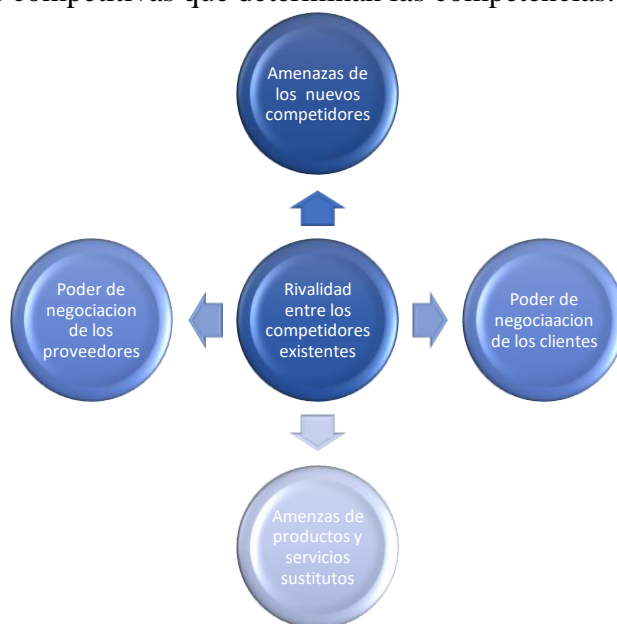 competitivas que determinan las competencias.
Amenazas de
los nuevos
competidores
Poder de
negociacion
de los
proveedores
Rivalidad
entre los
competidores
existentes
Poder de
negociaacion
de los clientes
Amenzas de
productos y
servicios
sustitutos